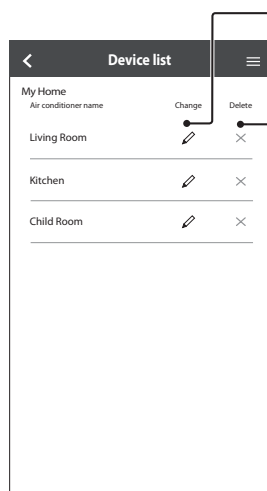 Device list
My Home
Air conditioner name Change Delete
Living Room
Kitchen
Child Room